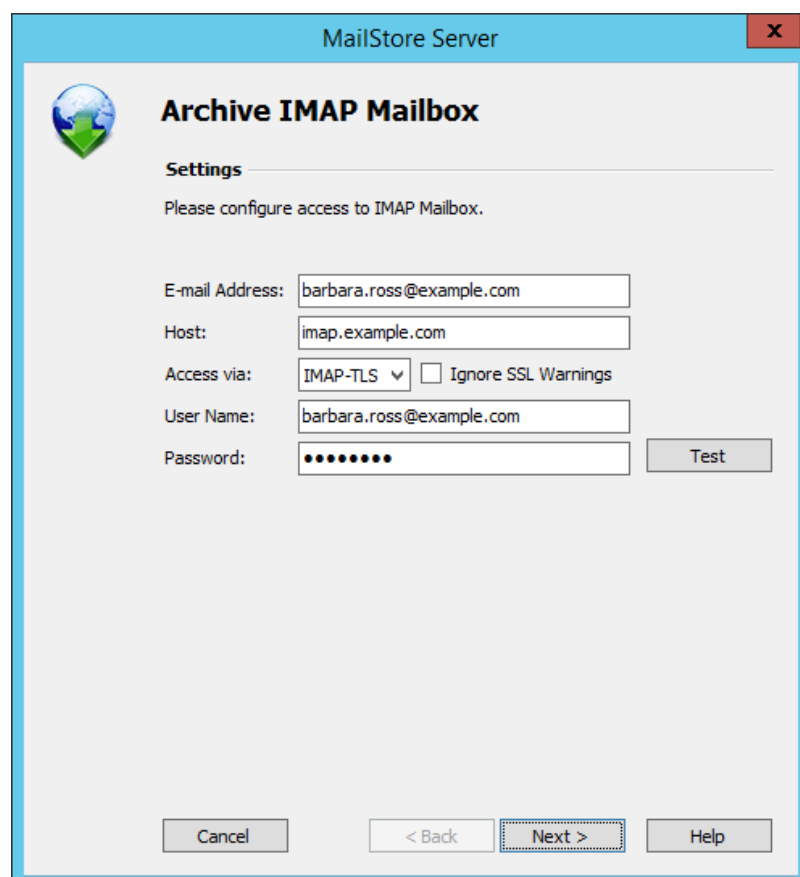 MailStore Server
x
Archive IMAP Mailbox
Settings
Please configure access to IMAP Mailbox.
E-mail Address: barbara.ross@example.com
Host: imap.example.com
Access via: IMAP-TLS Ignore SSL Warnings
User Name: barbara.ross@example.com
Password: ●●●●●●●● Test
Cancel < Back Next > Help